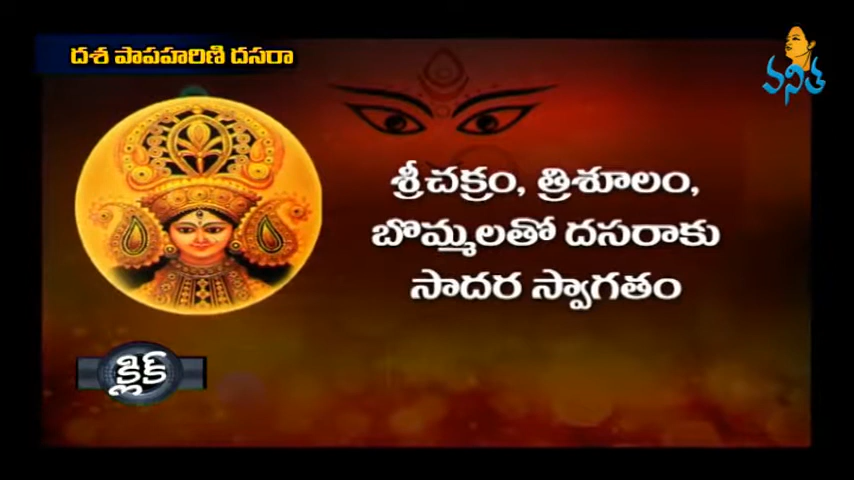 దశ పాపహరిణి దసరా
వనిత
శ్రీచక్రం, త్రిశూలం,
బొమ్మలతో దసరాకు
సాదర స్వాగతం
క్లిక్